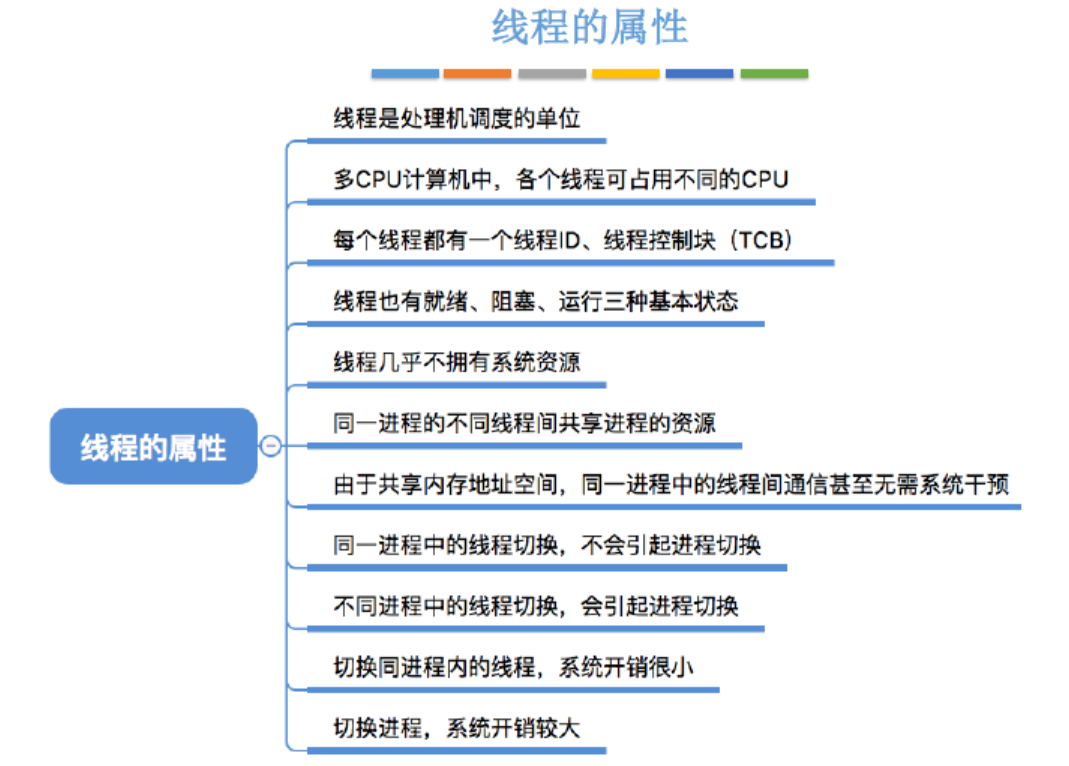 线程的属性
线程是处理机调度的单位
多CPU计算机中，各个线程可占用不同的CPU
每个线程都有一个线程ID、线程控制块（TCB）
线程也有就绪、阻塞、运行三种基本状态
线程几乎不拥有系统资源
同一进程的不同线程间共享进程的资源
线程的属性
由于共享内存地址空间，同一进程中的线程间通信甚至无需系统干预
同一进程中的线程切换，不会引起进程切换
不同进程中的线程切换，会引起进程切换
切换同进程内的线程，系统开销很小
切换进程，系统开销较大